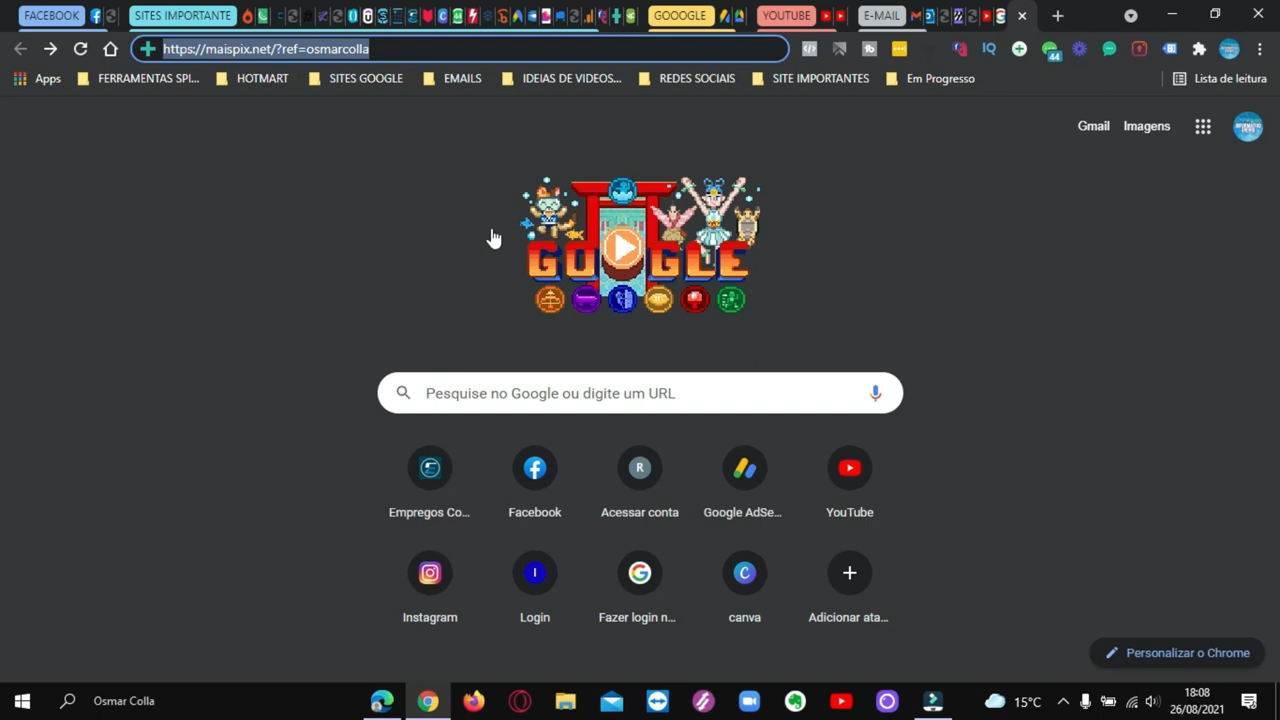 FACEBOOK
SITES IMPORTANTE
GOOOGLE
YOUTUBE
E-MAIL
https://maispix.net/?ref=osmarcolla
44
Apps
FERRAMENTAS SPI...
HOTMART
SITES GOOGLE
EMAILS
IDEIAS DE VIDEOS...
REDES SOCIAIS
SITE IMPORTANTES
Em Progresso
Lista de leitura
Gmail
Imagens
GOOGLE
Pesquise no Google ou digite um URL
R
Empregos Co...
Facebook
Acessar conta
Google AdSe...
YouTube
I
Instagram
Login
Fazer login n...
canva
Adicionar ata...
Personalizar o Chrome
Osmar Colla
15°C
18:08
26/08/2021